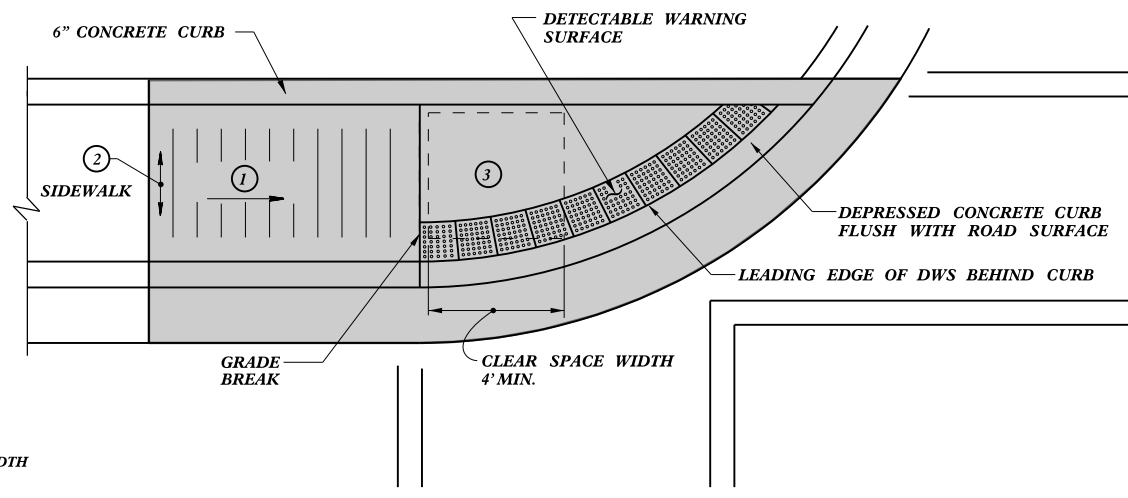 6” CONCRETE CURB
DETECTABLE WARNING
SURFACE
2
SIDEWALK
1
3
DEPRESSED CONCRETE CURB
FLUSH WITH ROAD SURFACE
LEADING EDGE OF DWS BEHIND CURB
GRADE
BREAK
CLEAR SPACE WIDTH
4’ MIN.